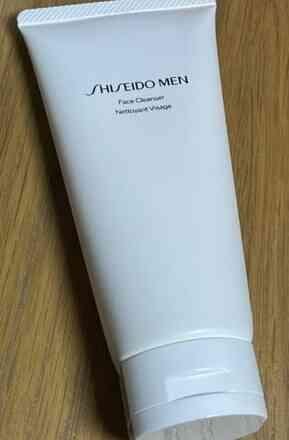 SHISEIDO MEN
Face Cleanser
Nettoyant Visage